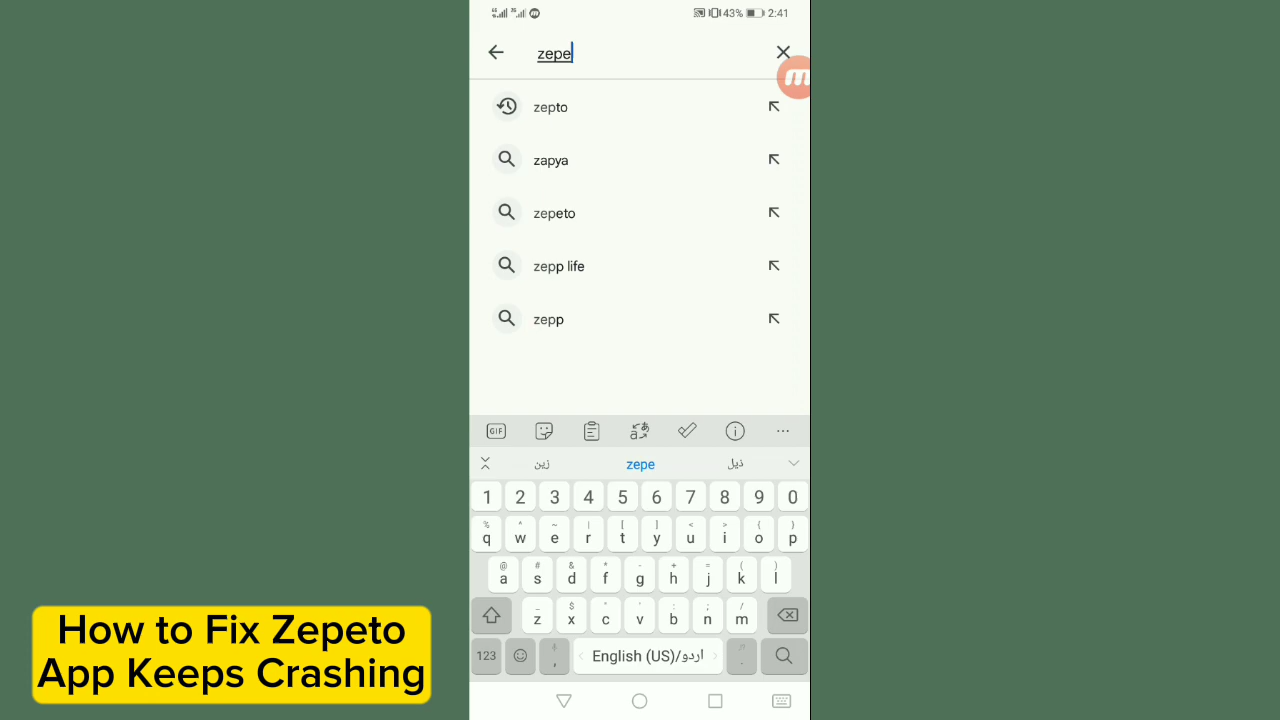 43% 2:41
zepe
m
zepto
zapya
zepeto
zepp life
zepp
GIF
زین zepe ذیل
1 2 3 4 5 6 7 8 9 0
% ^ ~ | [ ] < > { }
q w e r t y u i o p
@ # & * - + = ( )
a s d f g h j k l
_ $ " ' : ; /
z x c v b n m
123 , English (US)/اردو .
How to Fix Zepeto
App Keeps Crashing